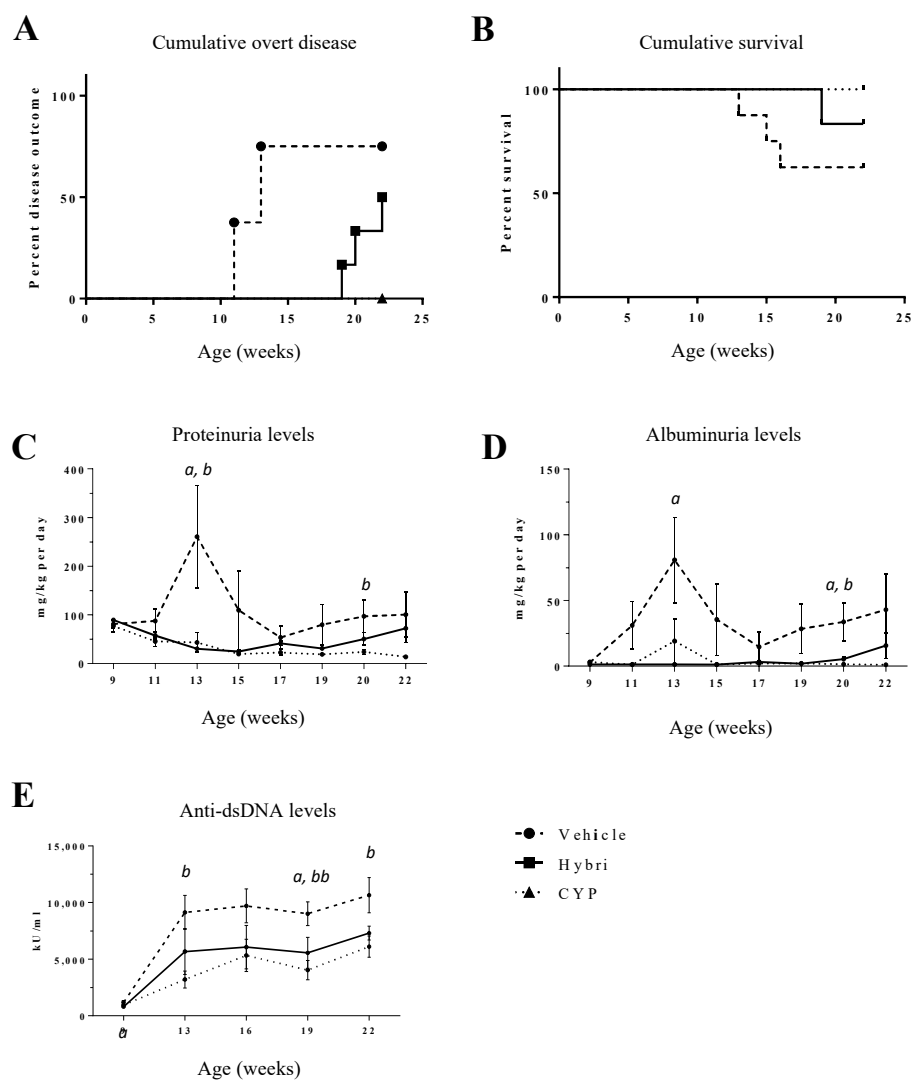 A
Cumulative overt disease
Percent disease outcome
100
50
0
0 5 10 15 20 25
Age (weeks)
B
Cumulative survival
Percent survival
100
50
0
0 5 10 15 20 25
Age (weeks)
C
Proteinuria levels
mg/kg per day
400
300
200
100
0
a, b
b
9 11 13 15 17 19 20 22
Age (weeks)
D
Albuminuria levels
mg/kg per day
150
100
50
0
a
a, b
9 11 13 15 17 19 20 22
Age (weeks)
E
Anti-dsDNA levels
kU/ml
15,000
10,000
5,000
0
b
a, bb
b
a
13 16 19 22
Age (weeks)
Vehicle
Hybri
CYP